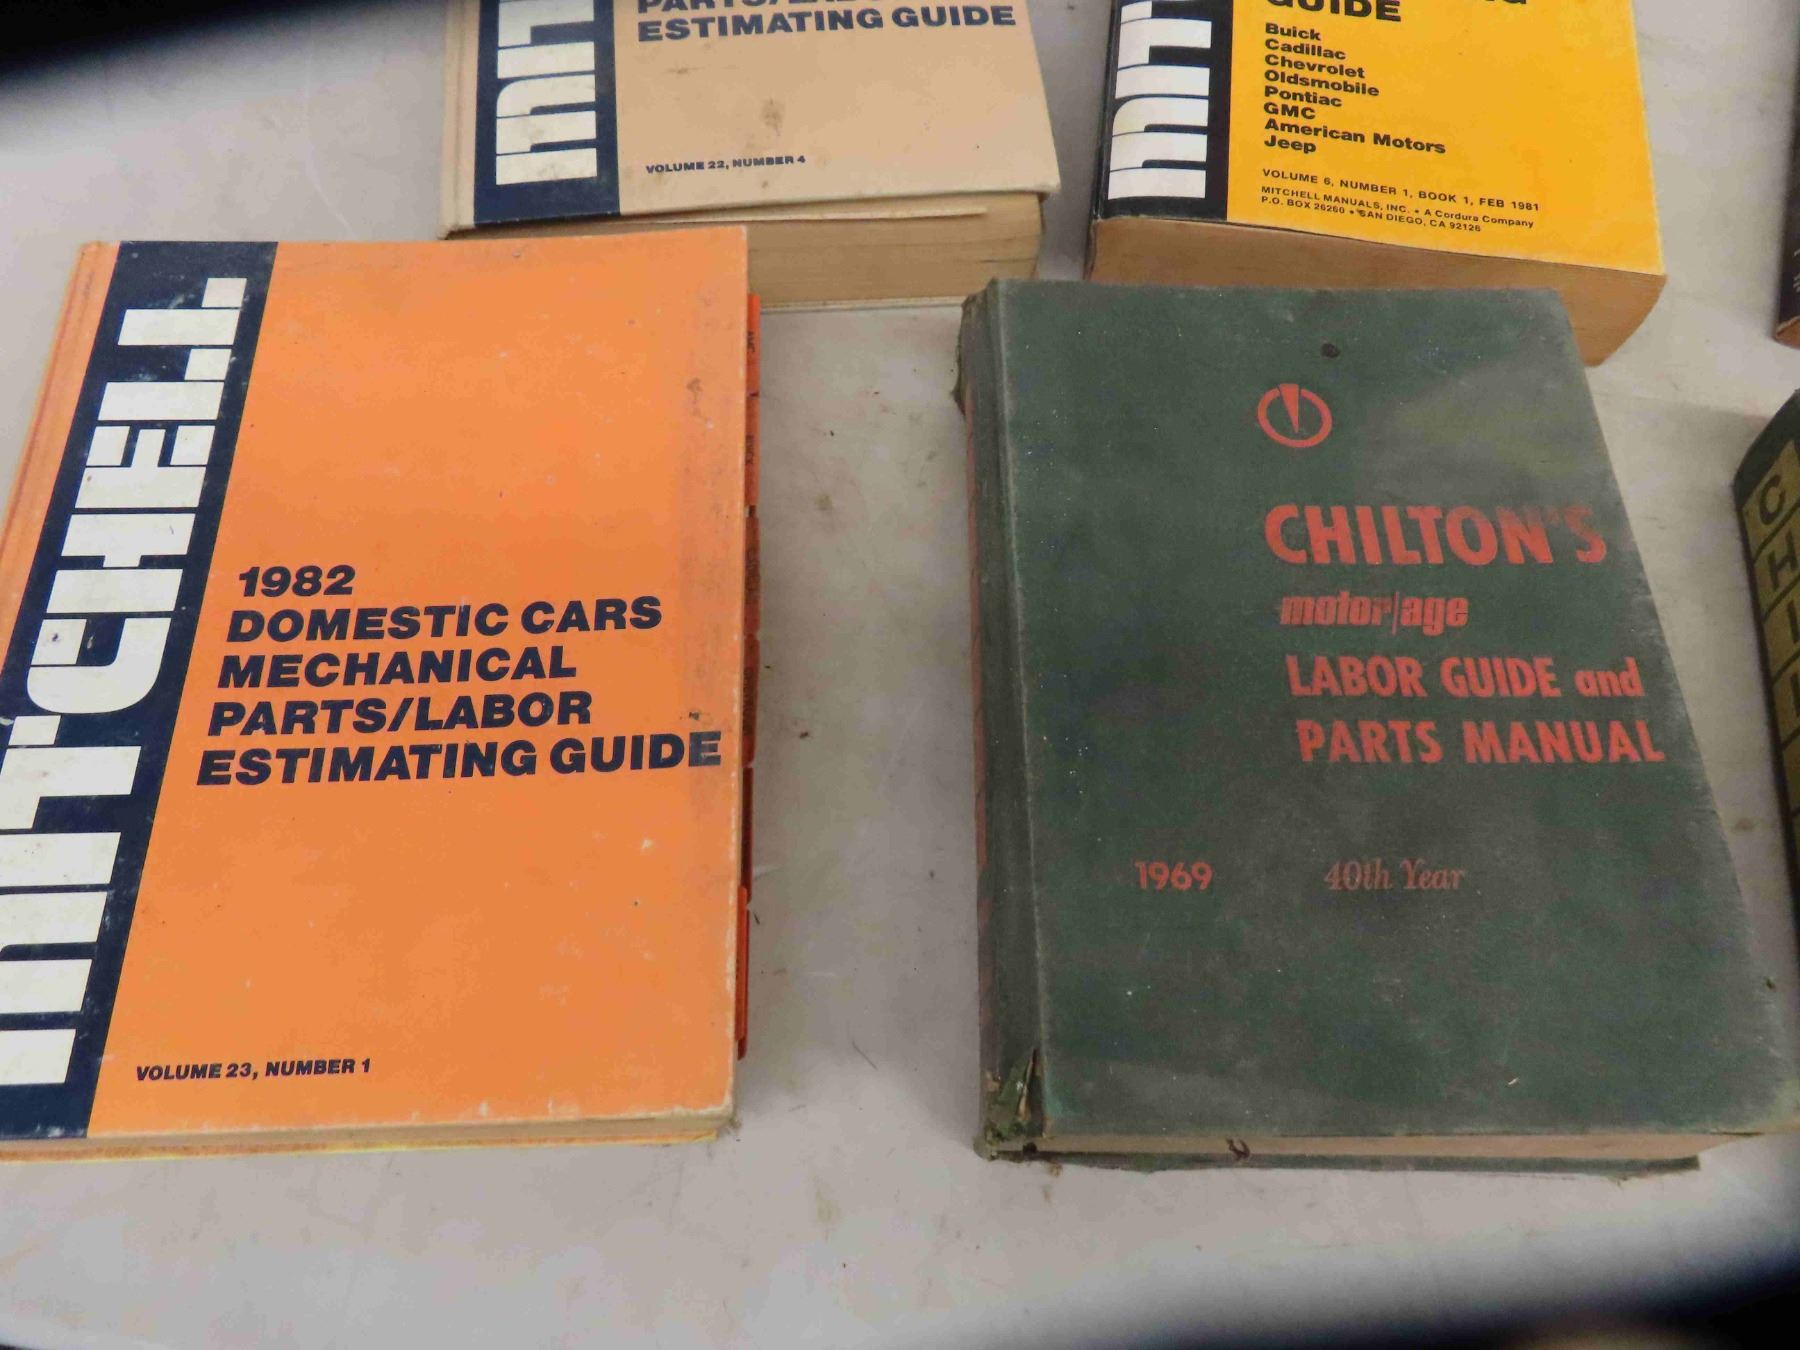 PARTS/LABOR
ESTIMATING GUIDE
VOLUME 22, NUMBER 4
GUIDE
Buick
Cadillac
Chevrolet
Oldsmobile
Pontiac
GMC
American Motors
Jeep
VOLUME 6, NUMBER 1, BOOK 1, FEB 1981
MITCHELL MANUALS, INC. • A Cordura Company
P.O. BOX 26260 • SAN DIEGO, CA 92126
MITCHELL
1982
DOMESTIC CARS
MECHANICAL
PARTS/LABOR
ESTIMATING GUIDE
VOLUME 23, NUMBER 1
CHILTON'S
motor/age
LABOR GUIDE and
PARTS MANUAL
1969 40th Year